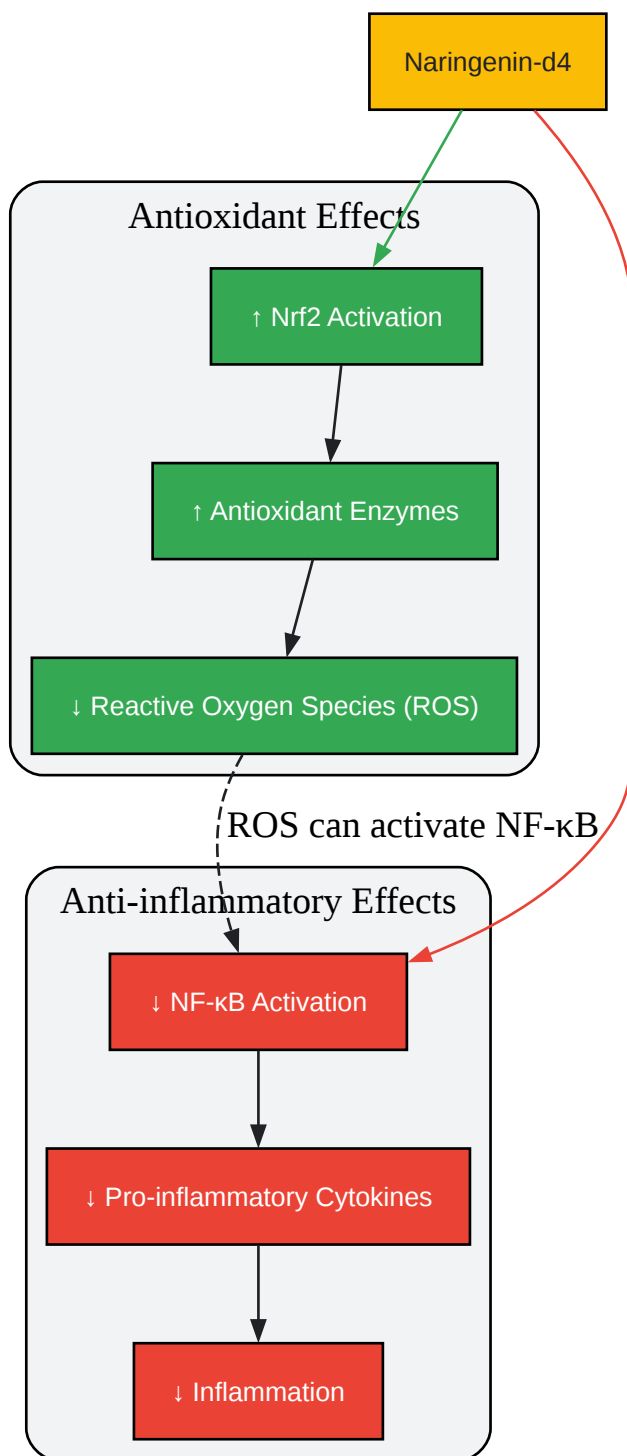 Naringenin-d4
Antioxidant Effects
↑ Nrf2 Activation
↑ Antioxidant Enzymes
↓ Reactive Oxygen Species (ROS)
ROS can activate NF-κB
Anti-inflammatory Effects
↓ NF-κB Activation
↓ Pro-inflammatory Cytokines
↓ Inflammation